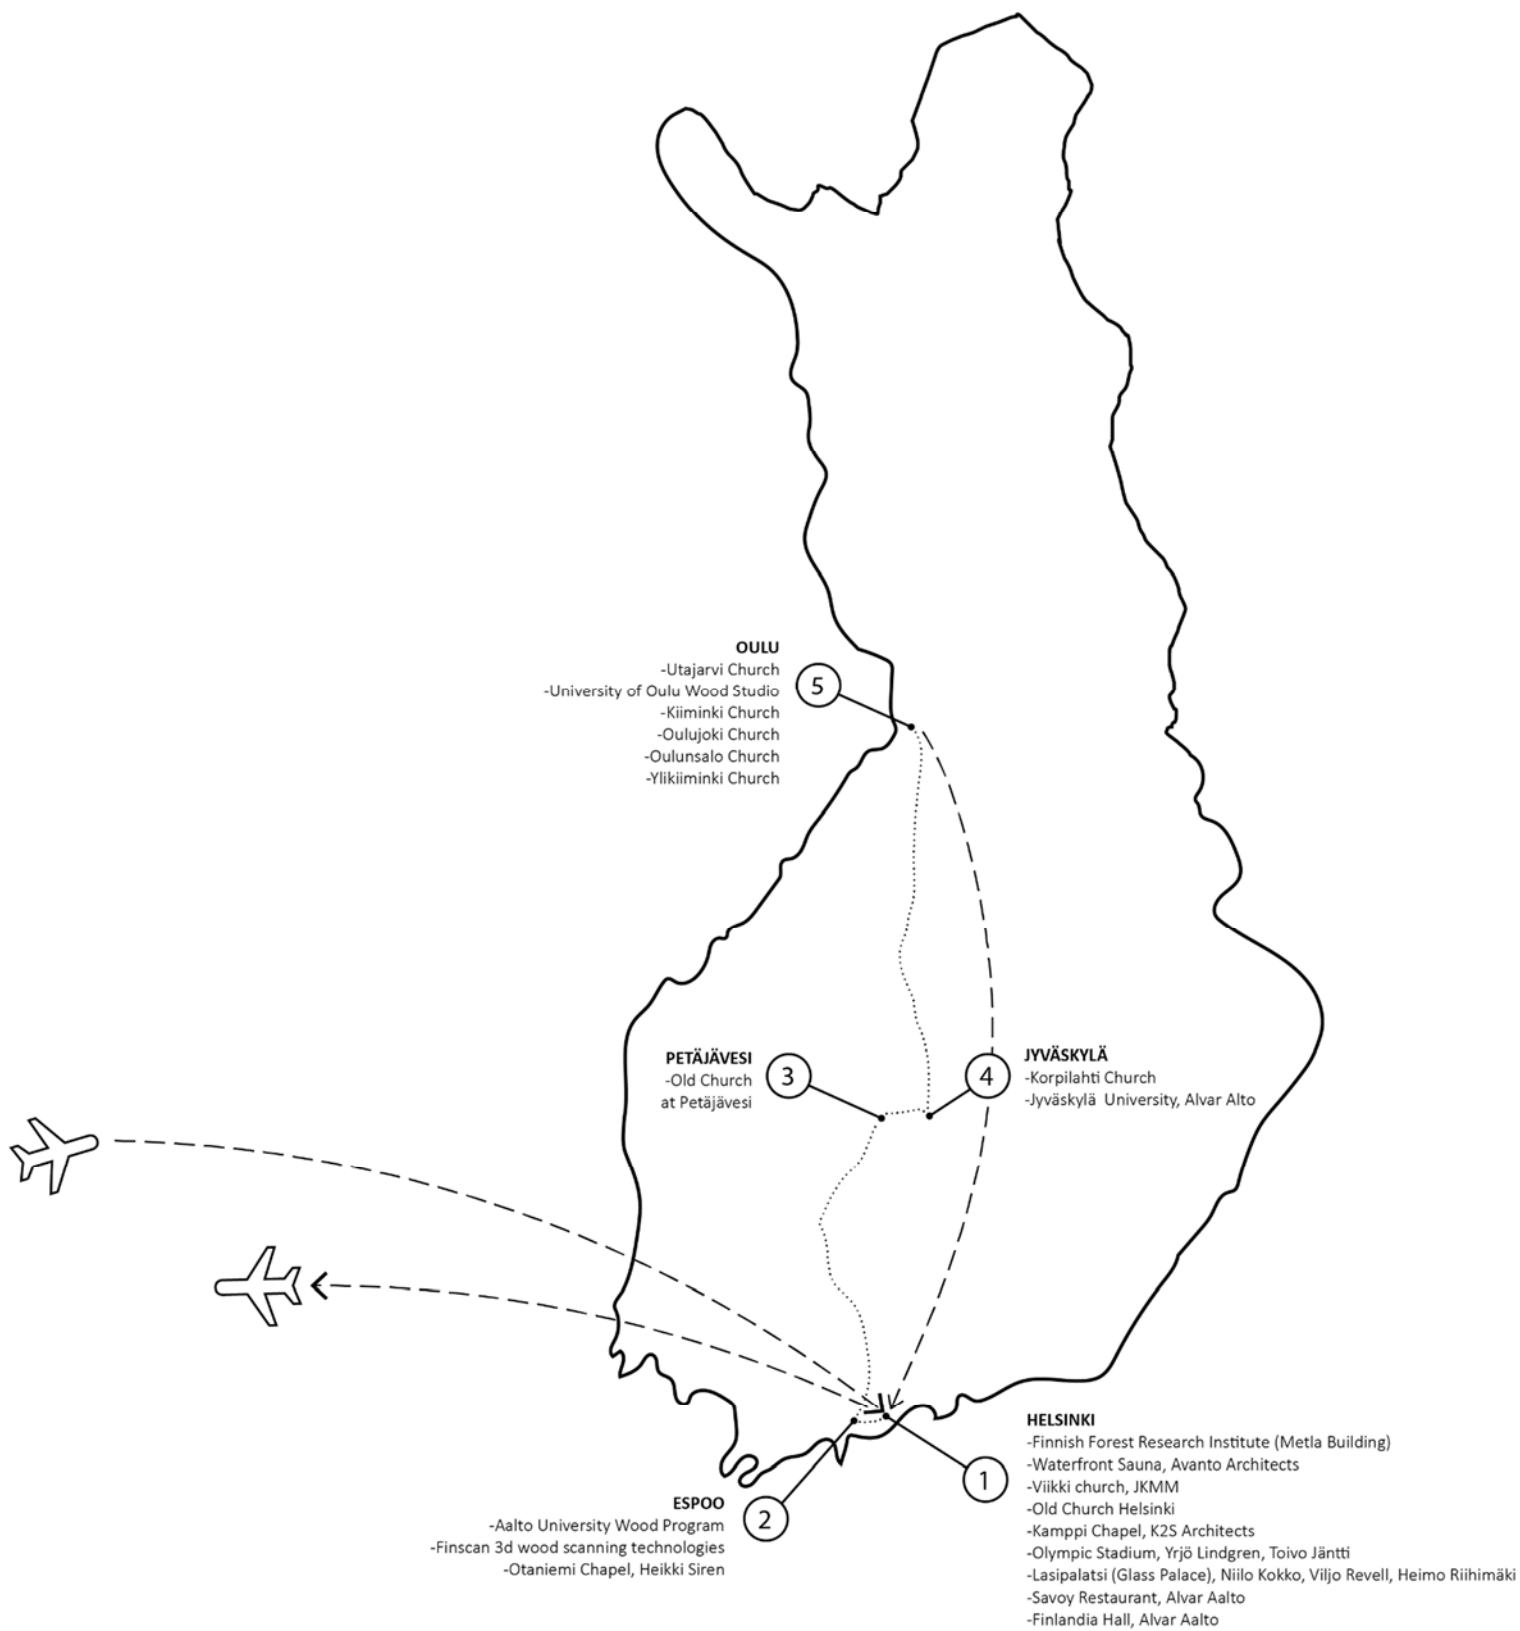 OULU
-Utajarvi Church
-University of Oulu Wood Studio
-Kiiminki Church
-Oulujoki Church
-Oulunsalo Church
-Ylikiiminki Church
5
PETÄJÄVESI
-Old Church
at Petäjävesi
3
4
JYVÄSKYLÄ
-Korpilahti Church
-Jyväskylä University, Alvar Alto
HELSINKI
-Finnish Forest Research Institute (Metla Building)
-Waterfront Sauna, Avanto Architects
-Viikki church, JKMM
-Old Church Helsinki
-Kamppi Chapel, K2S Architects
-Olympic Stadium, Yrjö Lindgren, Toivo Jäntti
-Lasipalatsi (Glass Palace), Niilo Kokko, Viljo Revell, Heimo Riihimäki
-Savoy Restaurant, Alvar Aalto
-Finlandia Hall, Alvar Aalto
1
ESPOO
-Aalto University Wood Program
-Finscan 3d wood scanning technologies
-Otaniemi Chapel, Heikki Siren
2